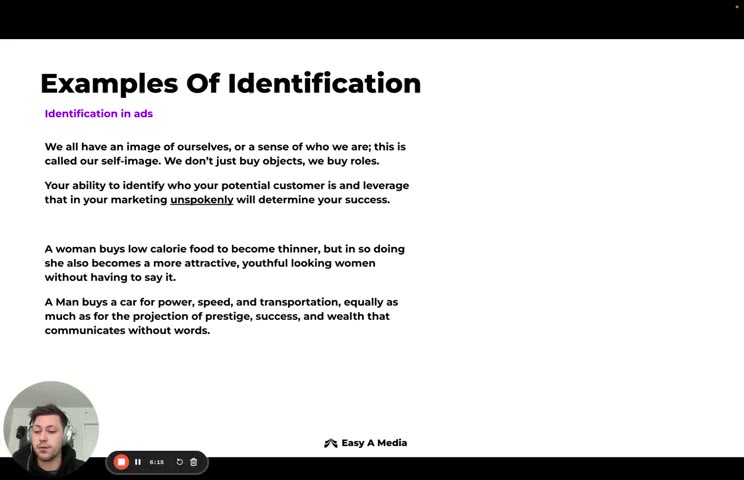 Examples Of Identification
Identification in ads
We all have an image of ourselves, or a sense of who we are; this is
called our self-image. We don't just buy objects, we buy roles.
Your ability to identify who your potential customer is and leverage
that in your marketing unspokenly will determine your success.
A woman buys low calorie food to become thinner, but in so doing
she also becomes a more attractive, youthful looking women
without having to say it.
A Man buys a car for power, speed, and transportation, equally as
much as for the projection of prestige, success, and wealth that
communicates without words.
Easy A Media
6:15